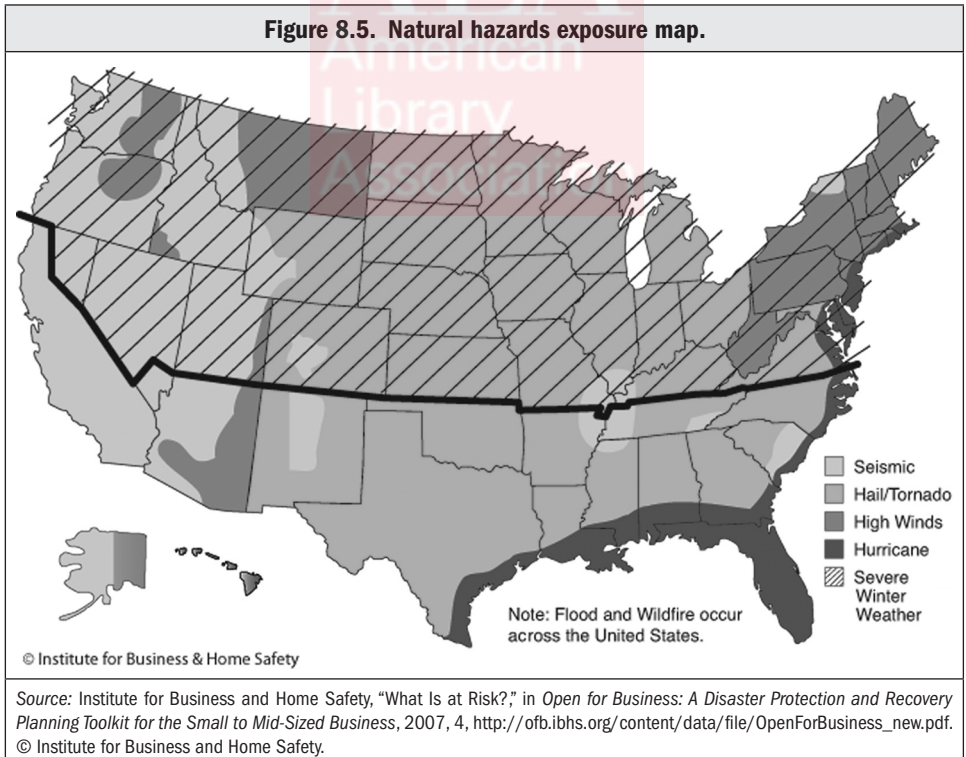 Figure 8.5. Natural hazards exposure map.
American
Library
Association
Seismic
Hail/Tornado
High Winds
Hurricane
Severe
Winter
Weather
Note: Flood and Wildfire occur
across the United States.
© Institute for Business & Home Safety
Source: Institute for Business and Home Safety, “What Is at Risk?,” in Open for Business: A Disaster Protection and Recovery
Planning Toolkit for the Small to Mid-Sized Business, 2007, 4, http://ofb.ibhs.org/content/data/file/OpenForBusiness_new.pdf.
© Institute for Business and Home Safety.